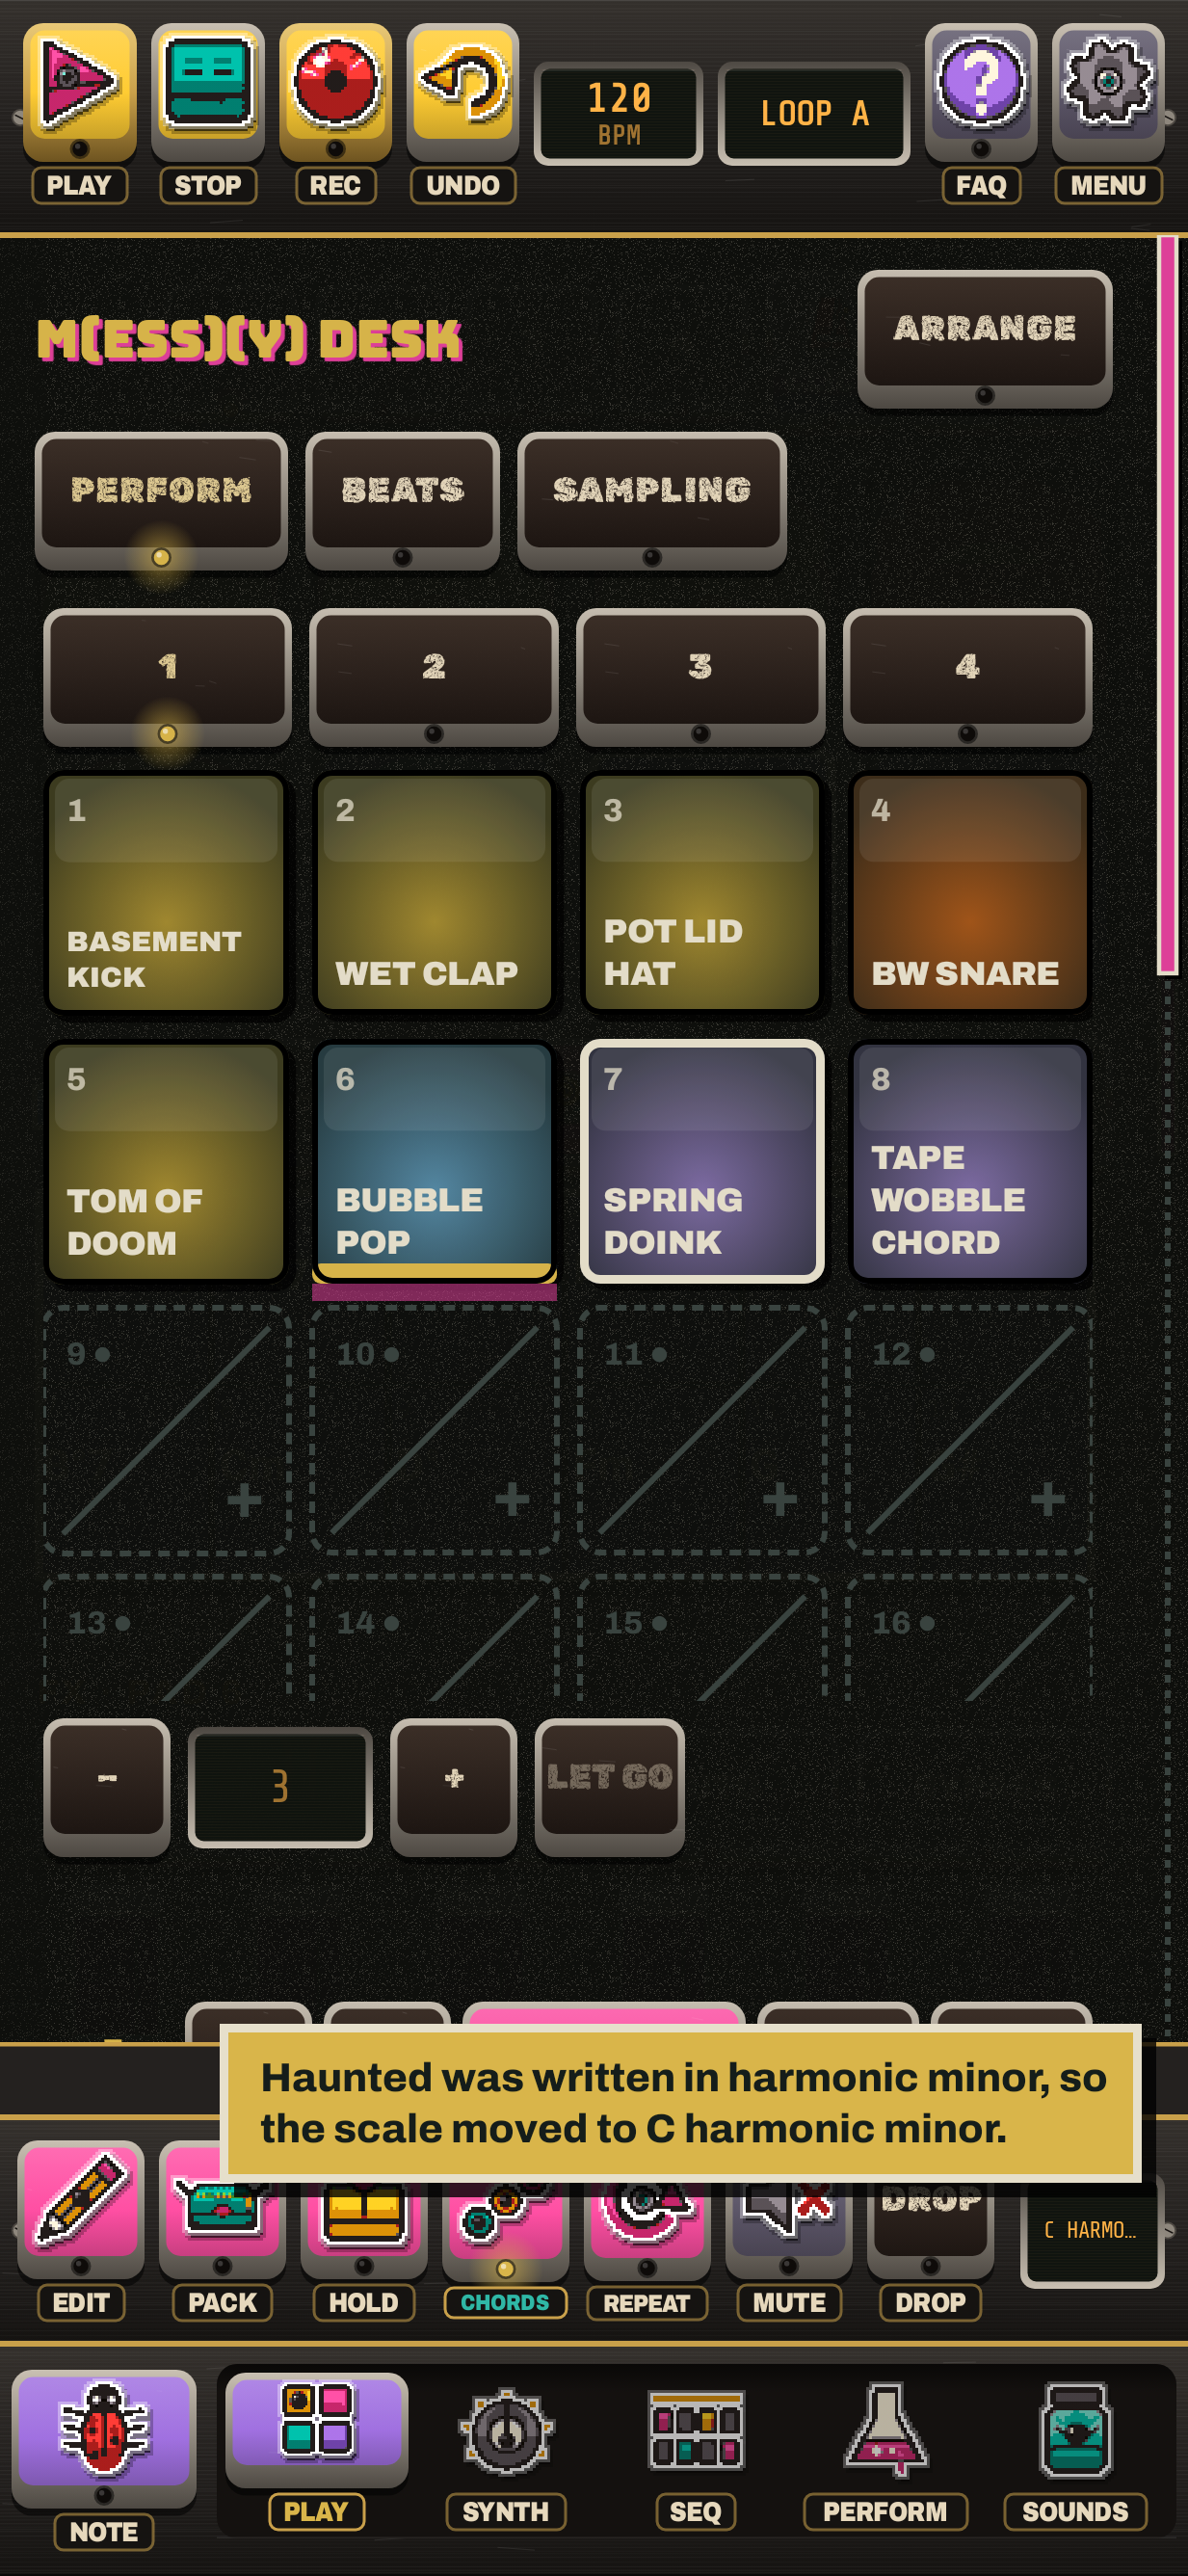 120
BPM
LOOP A
PLAY
STOP
REC
UNDO
FAQ
MENU
M(ESS)(Y) DESK
ARRANGE
PERFORM
BEATS
SAMPLING
1
2
3
4
1
BASEMENT
KICK
2
WET CLAP
3
POT LID
HAT
4
BW SNARE
5
TOM OF
DOOM
6
BUBBLE
POP
7
SPRING
DOINK
8
TAPE
WOBBLE
CHORD
9
10
11
12
+
+
+
+
13
14
15
16
-
3
+
LET GO
Haunted was written in harmonic minor, so
the scale moved to C harmonic minor.
DROP
C HARMO...
EDIT
PACK
HOLD
CHORDS
REPEAT
MUTE
DROP
NOTE
PLAY
SYNTH
SEQ
PERFORM
SOUNDS